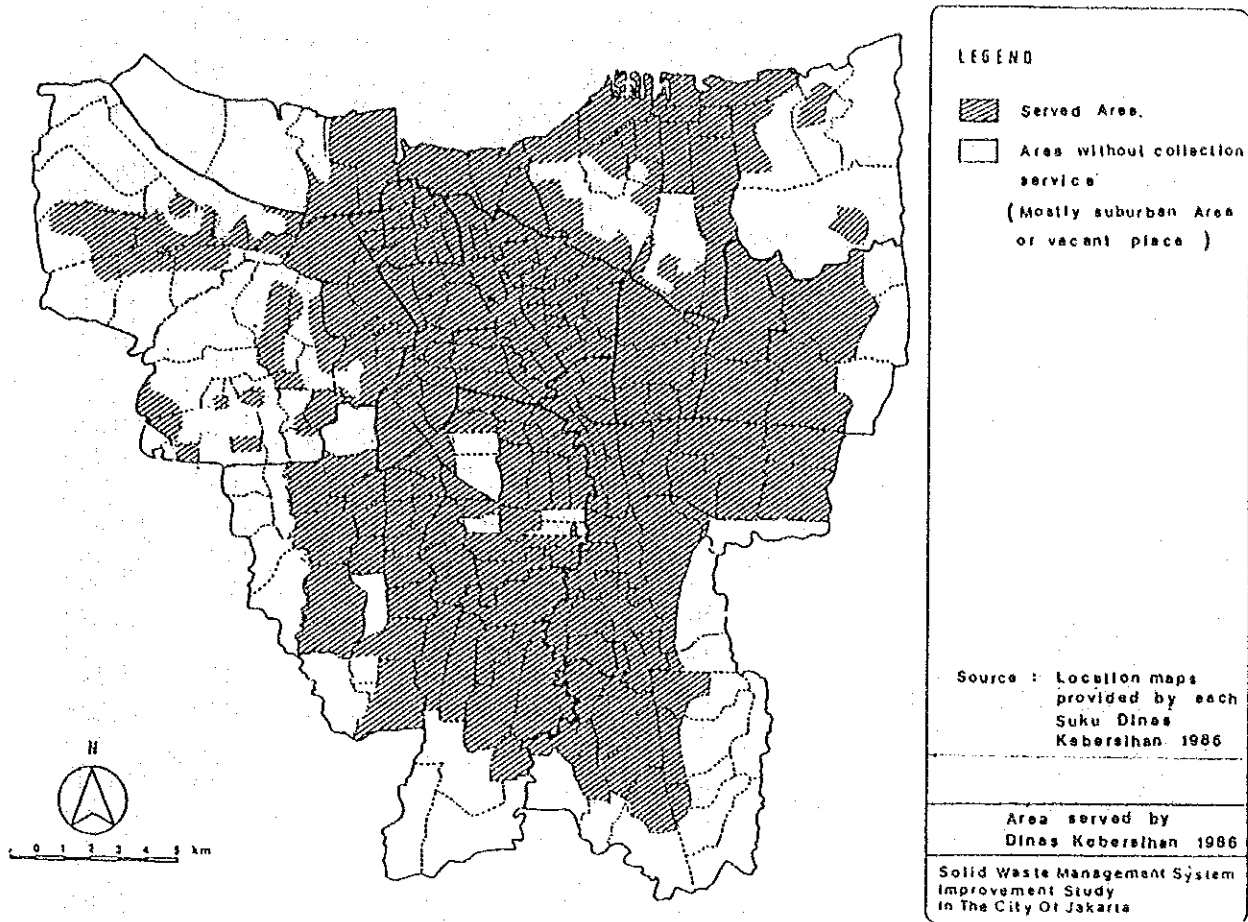 LEGEND
Served Area.
Area without collection
service
(Mostly suburban Area
or vacant place )
Source : Location maps
provided by each
Suku Dinas
Kebersihan 1986
Area served by
Dinas Kebersihan 1986
Solid Waste Management System
Improvement Study
In The City Of Jakarta
N
0 1 2 3 4 5 km